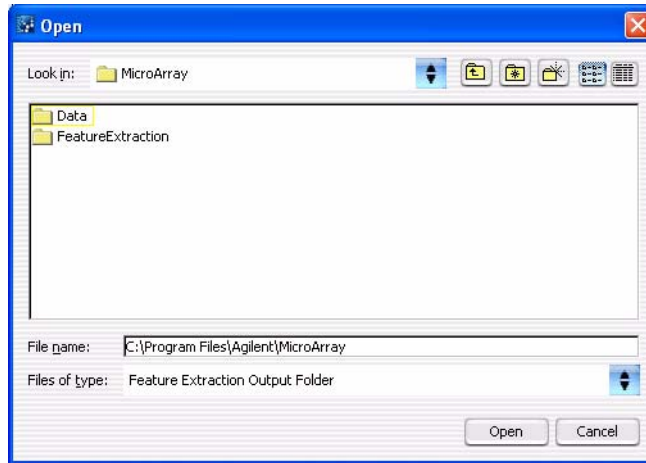 Open
Look in: MicroArray
Data
FeatureExtraction
File name: C:\Program Files\Agilent\MicroArray
Files of type: Feature Extraction Output Folder
Open Cancel